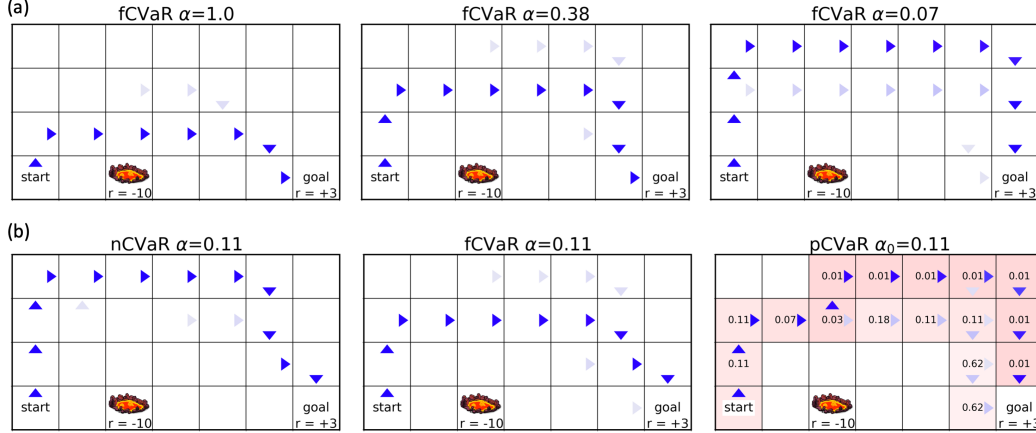 (a)
fCVaR α=1.0
fCVaR α=0.38
fCVaR α=0.07
start
r = -10
goal
r = +3
start
r = -10
goal
r = +3
start
r = -10
goal
r = +3
(b)
nCVaR α=0.11
fCVaR α=0.11
pCVaR α₀=0.11
start
r = -10
goal
r = +3
start
r = -10
goal
r = +3
0.01 0.01 0.01 0.01 0.01
0.11 0.07 0.03 0.18 0.11 0.11 0.01
0.11 0.62 0.01
start
r = -10
0.62
goal
r = +3